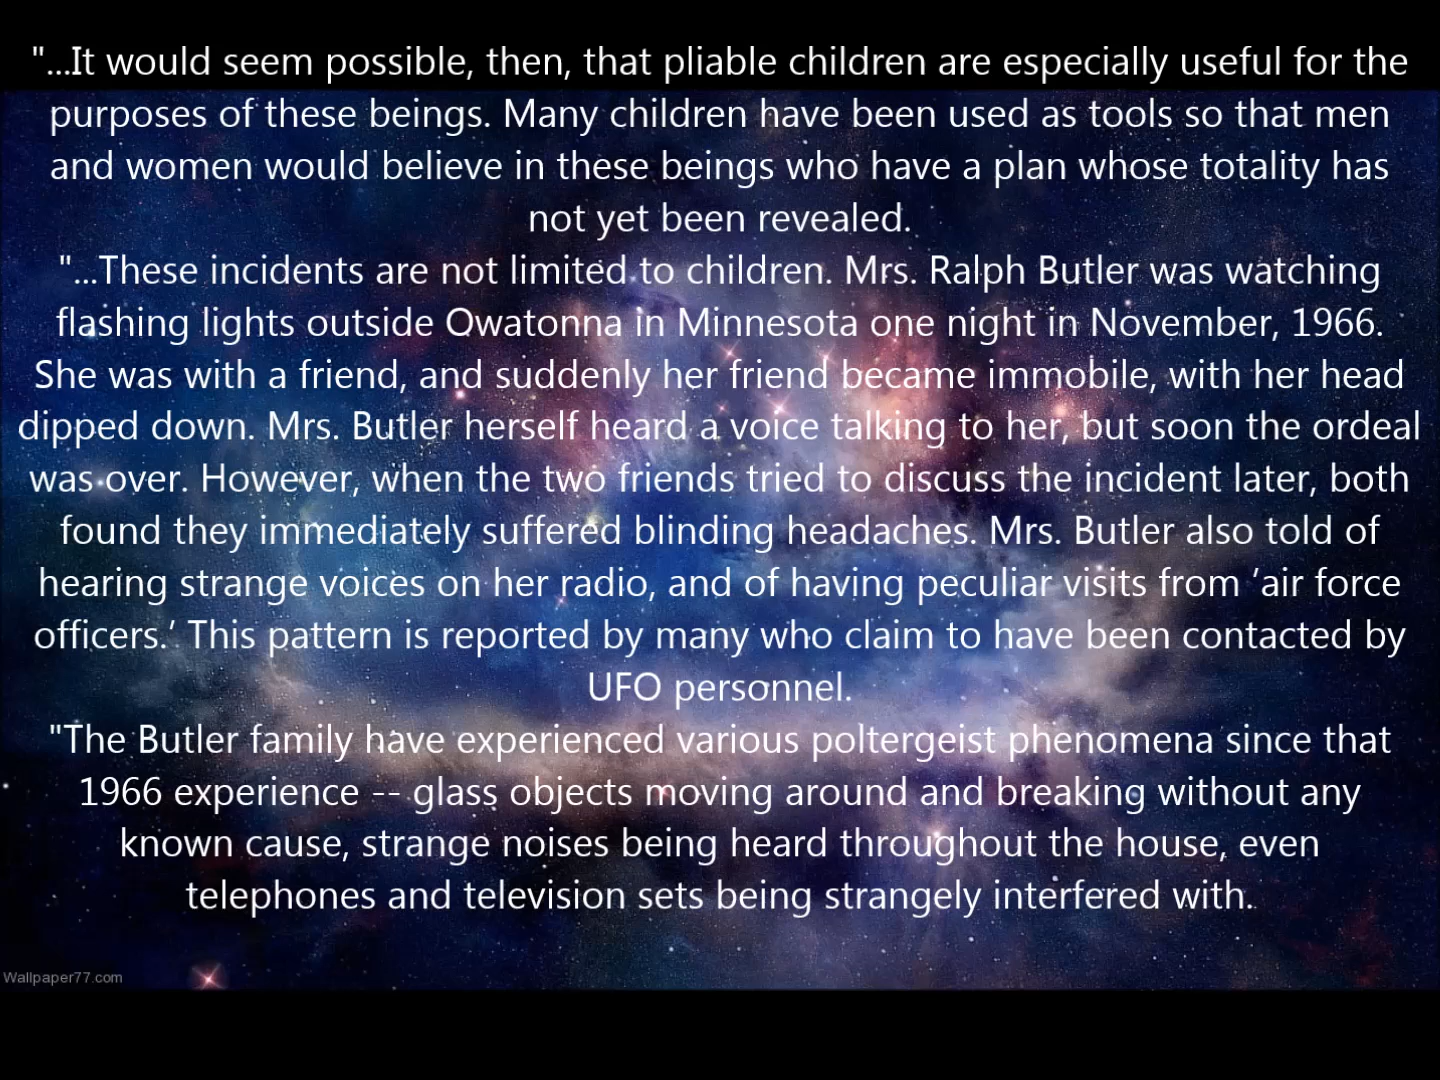 "...It would seem possible, then, that pliable children are especially useful for the
purposes of these beings. Many children have been used as tools so that men
and women would believe in these beings who have a plan whose totality has
not yet been revealed.
"...These incidents are not limited to children. Mrs. Ralph Butler was watching
flashing lights outside Owatonna in Minnesota one night in November, 1966.
She was with a friend, and suddenly her friend became immobile, with her head
dipped down. Mrs. Butler herself heard a voice talking to her, but soon the ordeal
was over. However, when the two friends tried to discuss the incident later, both
found they immediately suffered blinding headaches. Mrs. Butler also told of
hearing strange voices on her radio, and of having peculiar visits from ‘air force
officers.’ This pattern is reported by many who claim to have been contacted by
UFO personnel.
"The Butler family have experienced various poltergeist phenomena since that
1966 experience -- glass objects moving around and breaking without any
known cause, strange noises being heard throughout the house, even
telephones and television sets being strangely interfered with.
Wallpaper77.com